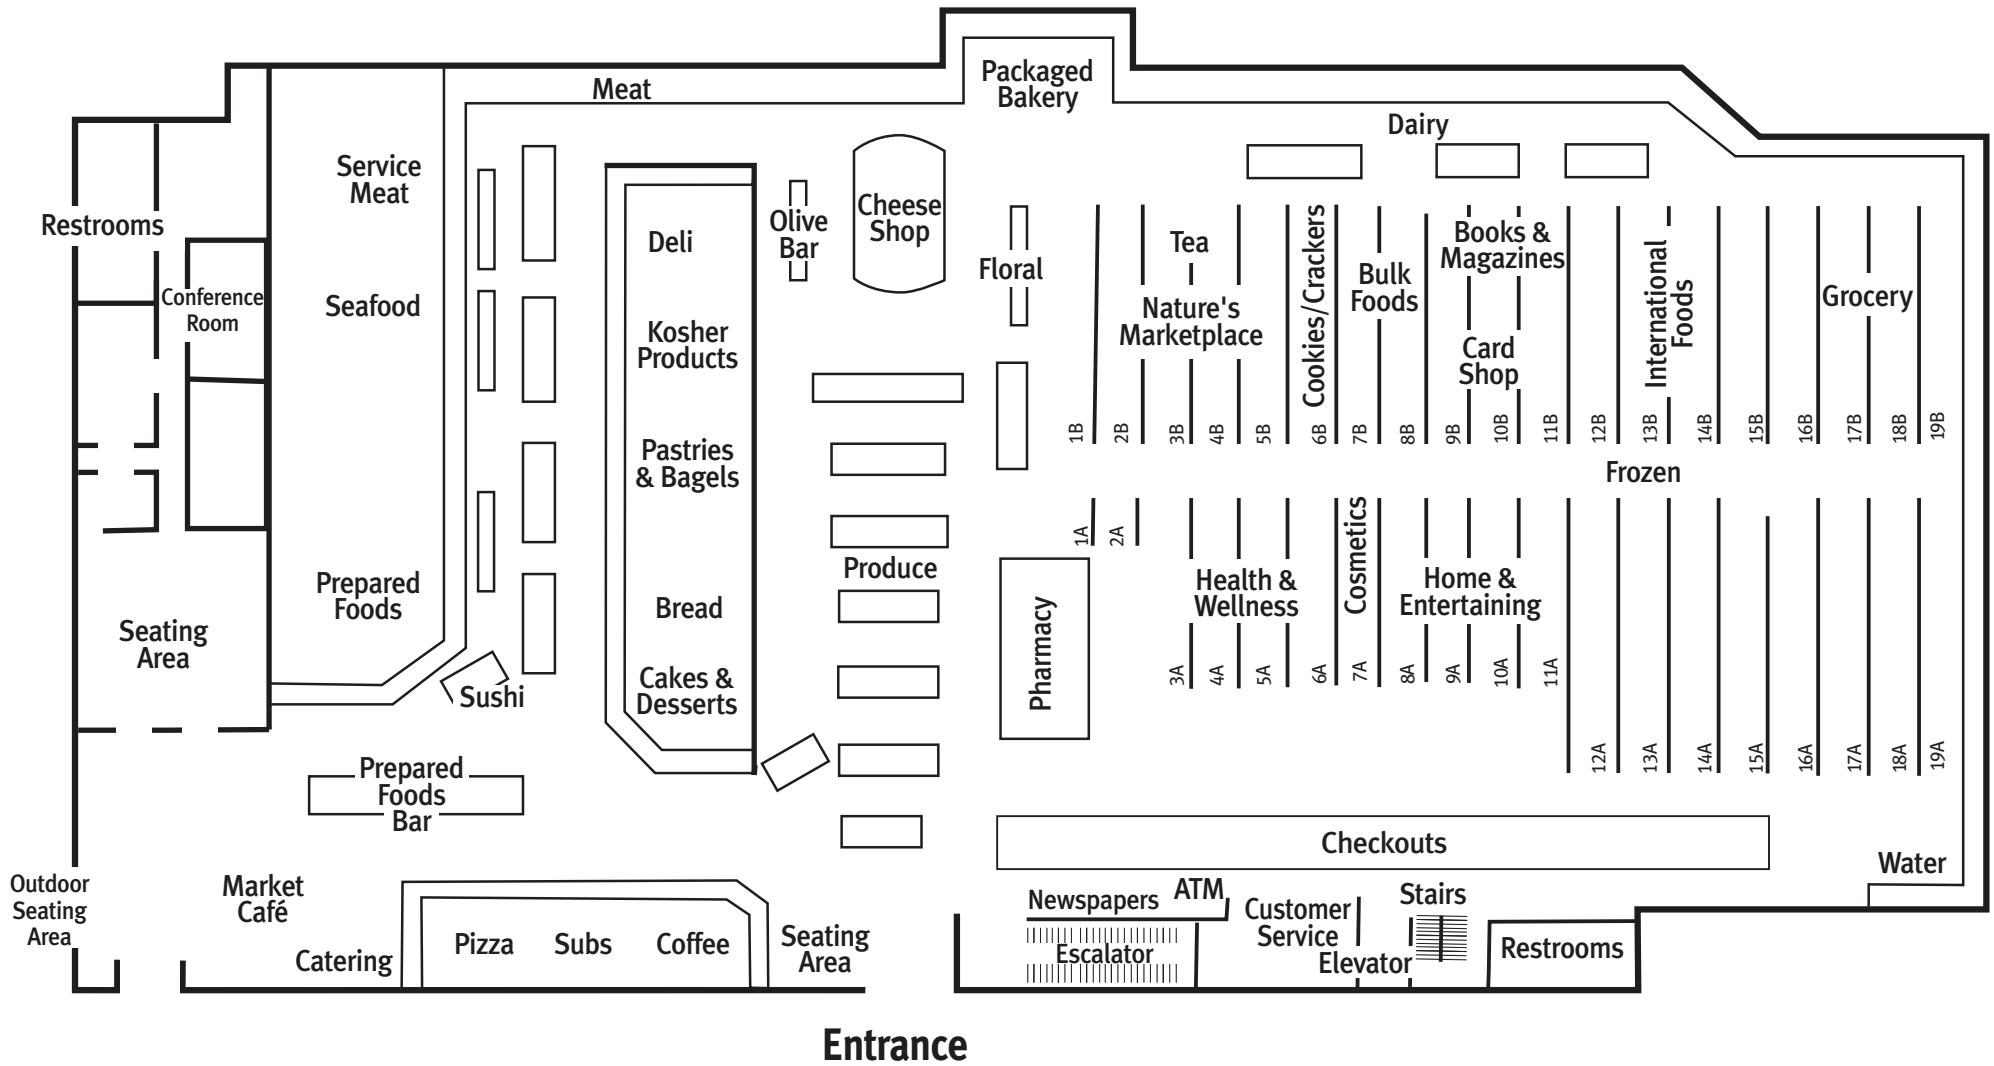 Packaged
Bakery
Meat
Dairy
Service
Meat
Restrooms
Olive
Bar
Cheese
Shop
Deli
Floral
Tea
Cookies/Crackers
Books &
Magazines
Bulk
Foods
International
Foods
Grocery
Conference
Room
Seafood
Kosher
Products
Nature's
Marketplace
Card
Shop
1B
2B
3B
4B
5B
6B
7B
8B
9B
10B
11B
12B
13B
14B
15B
16B
17B
18B
19B
Pastries
& Bagels
Frozen
1A
2A
Cosmetics
Produce
Prepared
Foods
Bread
Health &
Wellness
Home &
Entertaining
Pharmacy
Seating
Area
Sushi
Cakes &
Desserts
3A
4A
5A
6A
7A
8A
9A
10A
11A
12A
13A
14A
15A
16A
17A
18A
19A
Prepared
Foods
Bar
Checkouts
Water
Outdoor
Seating
Area
Market
Café
Catering
Pizza
Subs
Coffee
Seating
Area
Newspapers
ATM
Escalator
Customer
Service
Elevator
Stairs
Restrooms
Entrance